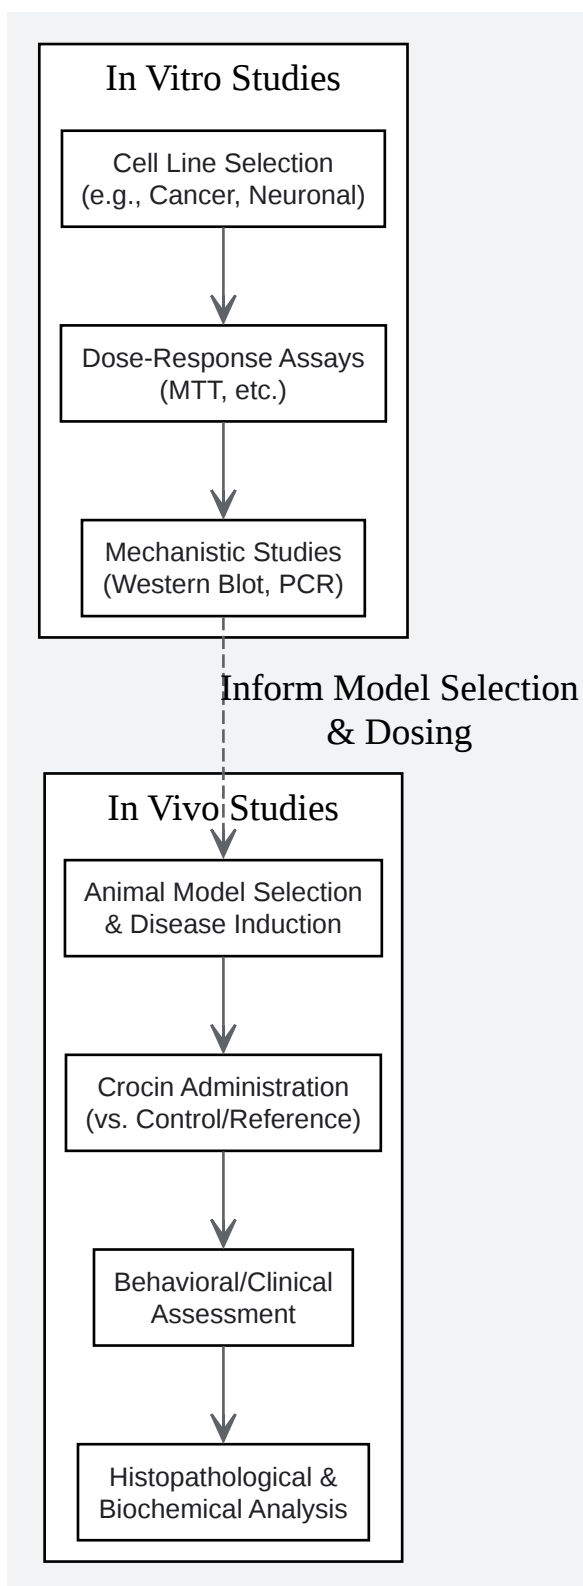 In Vitro Studies
Cell Line Selection
(e.g., Cancer, Neuronal)
Dose-Response Assays
(MTT, etc.)
Mechanistic Studies
(Western Blot, PCR)
Inform Model Selection
& Dosing
In Vivo Studies
Animal Model Selection
& Disease Induction
Crocin Administration
(vs. Control/Reference)
Behavioral/Clinical
Assessment
Histopathological &
Biochemical Analysis